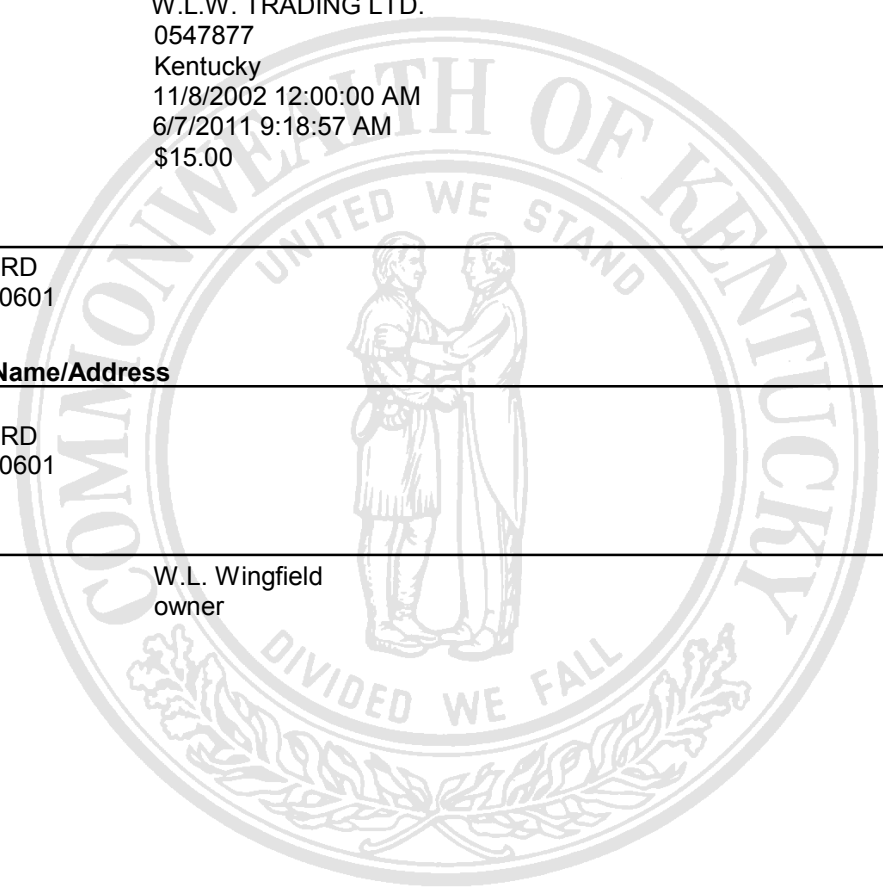 W.L.W. TRADING LTD.
0547877
Kentucky
11/8/2002 12:00:00 AM
6/7/2011 9:18:57 AM
$15.00
RD
0601
Name/Address
RD
0601
W.L. Wingfield
owner
COMMONWEALTH OF KENTUCKY
UNITED WE STAND
DIVIDED WE FALL